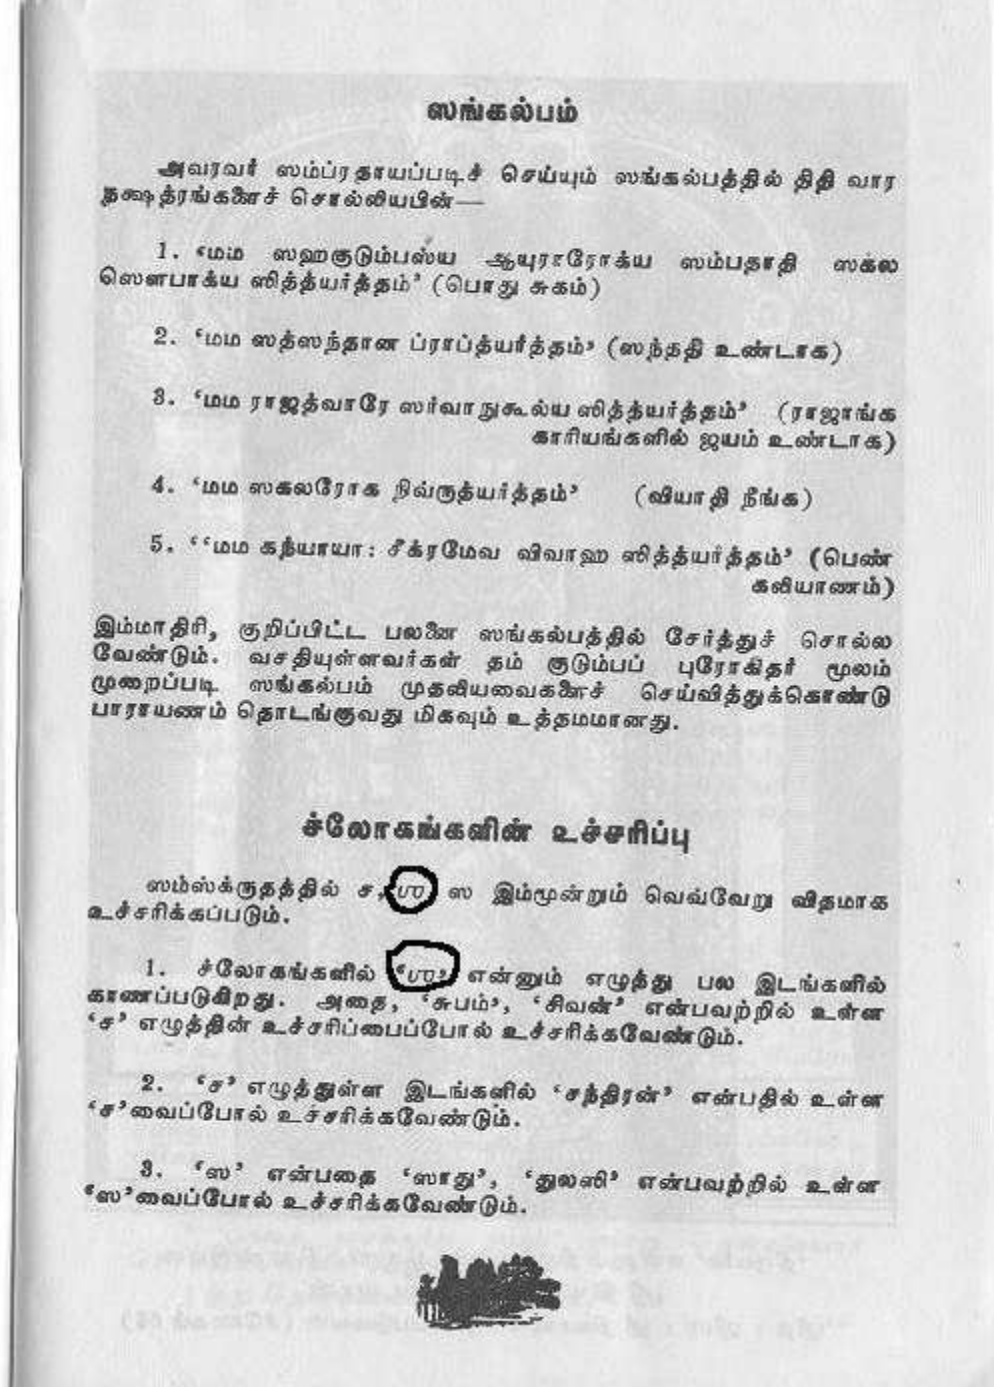 ஸங்கல்பம்
அவரவர் ஸம்ப்ரதாயப்படிச் செய்யும் ஸங்கல்பத்தில் திதி வார
நக்ஷத்ரங்களைச் சொல்லியபின்—
1. ‘மம ஸஹகுடும்பஸ்ய ஆயுராரோக்ய ஸம்பதாதி ஸகல
ஸௌபாக்ய ஸித்த்யர்த்தம்’ (பொது சுகம்)
2. ‘மம ஸத்ஸந்தான ப்ராப்த்யர்த்தம்’ (ஸந்ததி உண்டாக)
3. ‘மம ராஜத்வாரே ஸர்வாநுகூல்ய ஸித்த்யர்த்தம்’ (ராஜாங்க
காரியங்களில் ஜயம் உண்டாக)
4. ‘மம ஸகலரோக நிவ்ருத்யர்த்தம்’ (வியாதி நீங்க)
5. ‘‘மம கந்யாயா: சீக்ரமேவ விவாஹ ஸித்த்யர்த்தம்’ (பெண்
கலியாணம்)
இம்மாதிரி, குறிப்பிட்ட பலனை ஸங்கல்பத்தில் சேர்த்துச் சொல்ல
வேண்டும். வசதியுள்ளவர்கள் தம் குடும்பப் புரோகிதர் மூலம்
முறைப்படி ஸங்கல்பம் முதலியவைகளைச் செய்வித்துக்கொண்டு
பாராயணம் தொடங்குவது மிகவும் உத்தமமானது.
ச்லோகங்களின் உச்சரிப்பு
ஸம்ஸ்க்ருதத்தில் ச, ஶ ஸ இம்மூன்றும் வெவ்வேறு விதமாக
உச்சரிக்கப்படும்.
1. ச்லோகங்களில் ‘ஶ’ என்னும் எழுத்து பல இடங்களில்
காணப்படுகிறது. அதை, ‘சுபம்’, ‘சிவன்’ என்பவற்றில் உள்ள
‘ச’ எழுத்தின் உச்சரிப்பைப்போல் உச்சரிக்கவேண்டும்.
2. ‘ச’ எழுத்துள்ள இடங்களில் ‘சந்திரன்’ என்பதில் உள்ள
‘ச’வைப்போல் உச்சரிக்கவேண்டும்.
3. ‘ஸ’ என்பதை ‘ஸாது’, ‘துலஸி’ என்பவற்றில் உள்ள
‘ஸ’வைப்போல் உச்சரிக்கவேண்டும்.